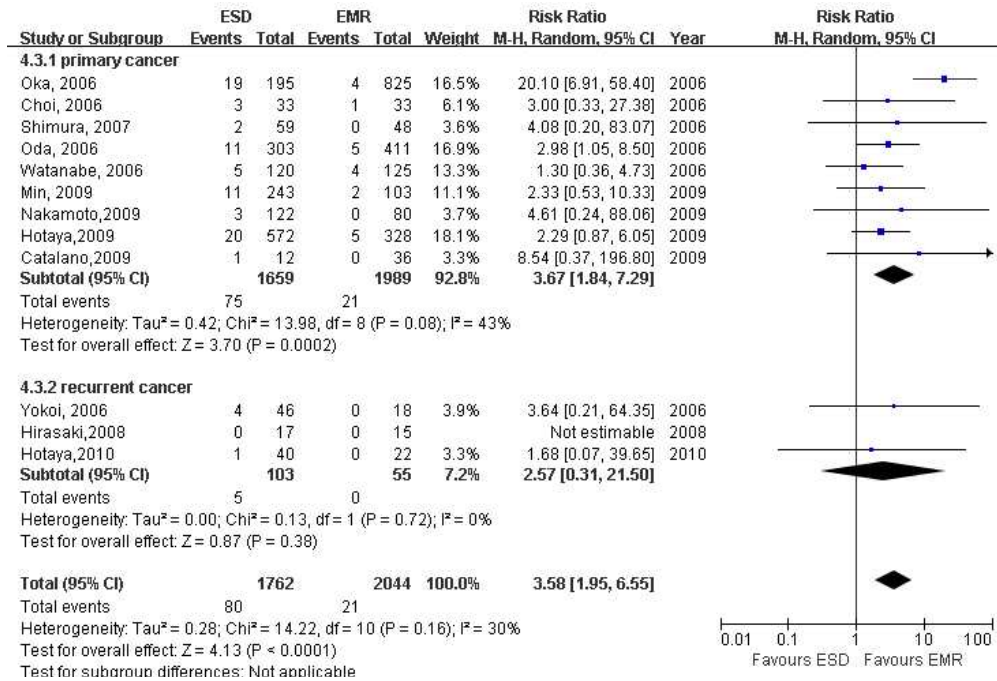 ESD EMR Risk Ratio Risk Ratio
Study or Subgroup Events Total Events Total Weight M-H, Random, 95% CI Year M-H, Random, 95% CI
4.3.1 primary cancer
Oka, 2006 19 195 4 825 16.5% 20.10 [6.91, 58.40] 2006
Choi, 2006 3 33 1 33 6.1% 3.00 [0.33, 27.38] 2006
Shimura, 2007 2 59 0 48 3.6% 4.08 [0.20, 83.07] 2006
Oda, 2006 11 303 5 411 16.9% 2.98 [1.05, 8.50] 2006
Watanabe, 2006 5 120 4 125 13.3% 1.30 [0.36, 4.73] 2006
Min, 2009 11 243 2 103 11.1% 2.33 [0.53, 10.33] 2009
Nakamoto,2009 3 122 0 80 3.7% 4.61 [0.24, 88.06] 2009
Hotaya,2009 20 572 5 328 18.1% 2.29 [0.87, 6.05] 2009
Catalano,2009 1 12 0 36 3.3% 8.54 [0.37, 196.80] 2009
Subtotal (95% CI) 1659 1989 92.8% 3.67 [1.84, 7.29]
Total events 75 21
Heterogeneity: Tau² = 0.42; Chi² = 13.98, df = 8 (P = 0.08); I² = 43%
Test for overall effect: Z = 3.70 (P = 0.0002)
4.3.2 recurrent cancer
Yokoi, 2006 4 46 0 18 3.9% 3.64 [0.21, 64.35] 2006
Hirasaki,2008 0 17 0 15 Not estimable 2008
Hotaya,2010 1 40 0 22 3.3% 1.68 [0.07, 39.65] 2010
Subtotal (95% CI) 103 55 7.2% 2.57 [0.31, 21.50]
Total events 5 0
Heterogeneity: Tau² = 0.00; Chi² = 0.13, df = 1 (P = 0.72); I² = 0%
Test for overall effect: Z = 0.87 (P = 0.38)
Total (95% CI) 1762 2044 100.0% 3.58 [1.95, 6.55]
Total events 80 21
Heterogeneity: Tau² = 0.28; Chi² = 14.22, df = 10 (P = 0.16); I² = 30%
Test for overall effect: Z = 4.13 (P < 0.0001)
Test for subgroup differences: Not applicable
0.01 0.1 1 10 100
Favours ESD Favours EMR